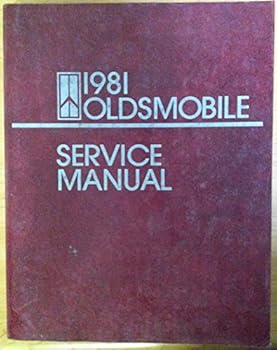 1981
OLDSMOBILE
SERVICE
MANUAL